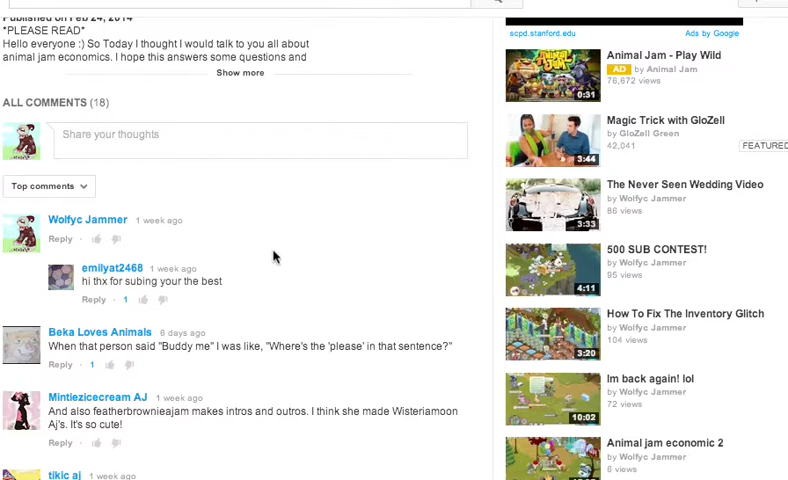 Published on Feb 24, 2014
*PLEASE READ*
Hello everyone :) So Today I thought I would talk to you all about
animal jam economics. I hope this answers some questions and
Show more
ALL COMMENTS (18)
Share your thoughts
Top comments
Wolfyc Jammer 1 week ago
Reply ·
emilyat2468 1 week ago
hi thx for subing your the best
Reply · 1
Beka Loves Animals 6 days ago
When that person said "Buddy me" I was like, "Where's the 'please' in that sentence?"
Reply · 1
Mintiezicecream AJ 1 week ago
And also featherbrownieajam makes intros and outros. I think she made Wisteriamoon
Aj's. It's so cute!
Reply ·
tikic aj 1 week ago
scpd.stanford.edu Ads by Google
Animal Jam - Play Wild
AD by Animal Jam
76,672 views
0:31
Magic Trick with GloZell
by GloZell Green
42,041
FEATURED
3:44
The Never Seen Wedding Video
by Wolfyc Jammer
86 views
3:33
500 SUB CONTEST!
by Wolfyc Jammer
95 views
4:11
How To Fix The Inventory Glitch
by Wolfyc Jammer
104 views
3:20
Im back again! lol
by Wolfyc Jammer
72 views
10:02
Animal jam economic 2
by Wolfyc Jammer
6 views